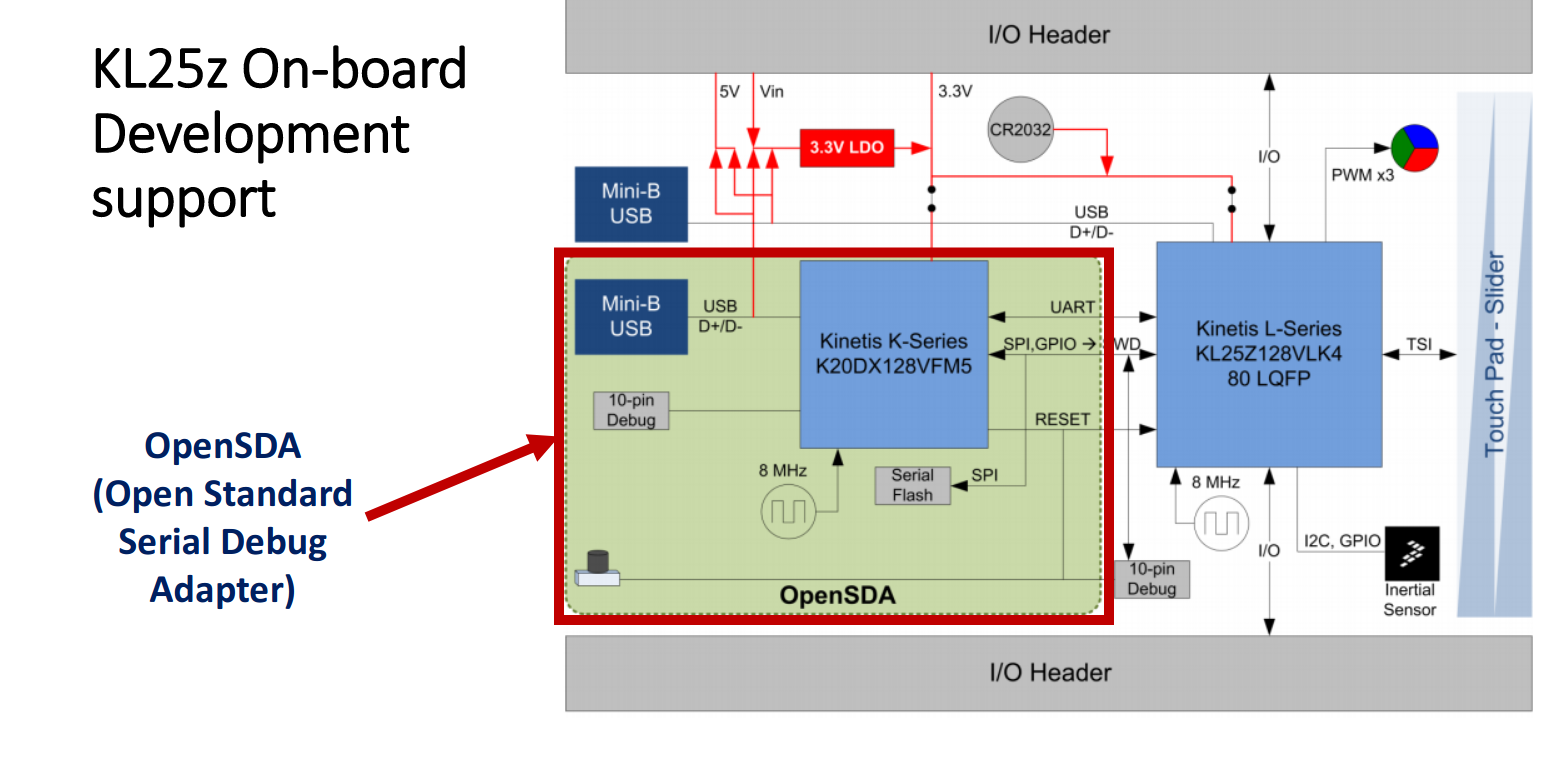 KL25z On-board
Development
support
OpenSDA
(Open Standard
Serial Debug
Adapter)
I/O Header
5V
Vin
3.3V
CR2032
3.3V LDO
I/O
PWM x3
Mini-B
USB
USB
D+/D-
Mini-B
USB
USB
D+/D-
Kinetis K-Series
K20DX128VFM5
UART
SPI,GPIO → WD
RESET
10-pin
Debug
8 MHz
Serial
Flash
SPI
OpenSDA
Kinetis L-Series
KL25Z128VLK4
80 LQFP
TSI
Touch Pad - Slider
8 MHz
I/O
I2C, GPIO
10-pin
Debug
Inertial
Sensor
I/O Header